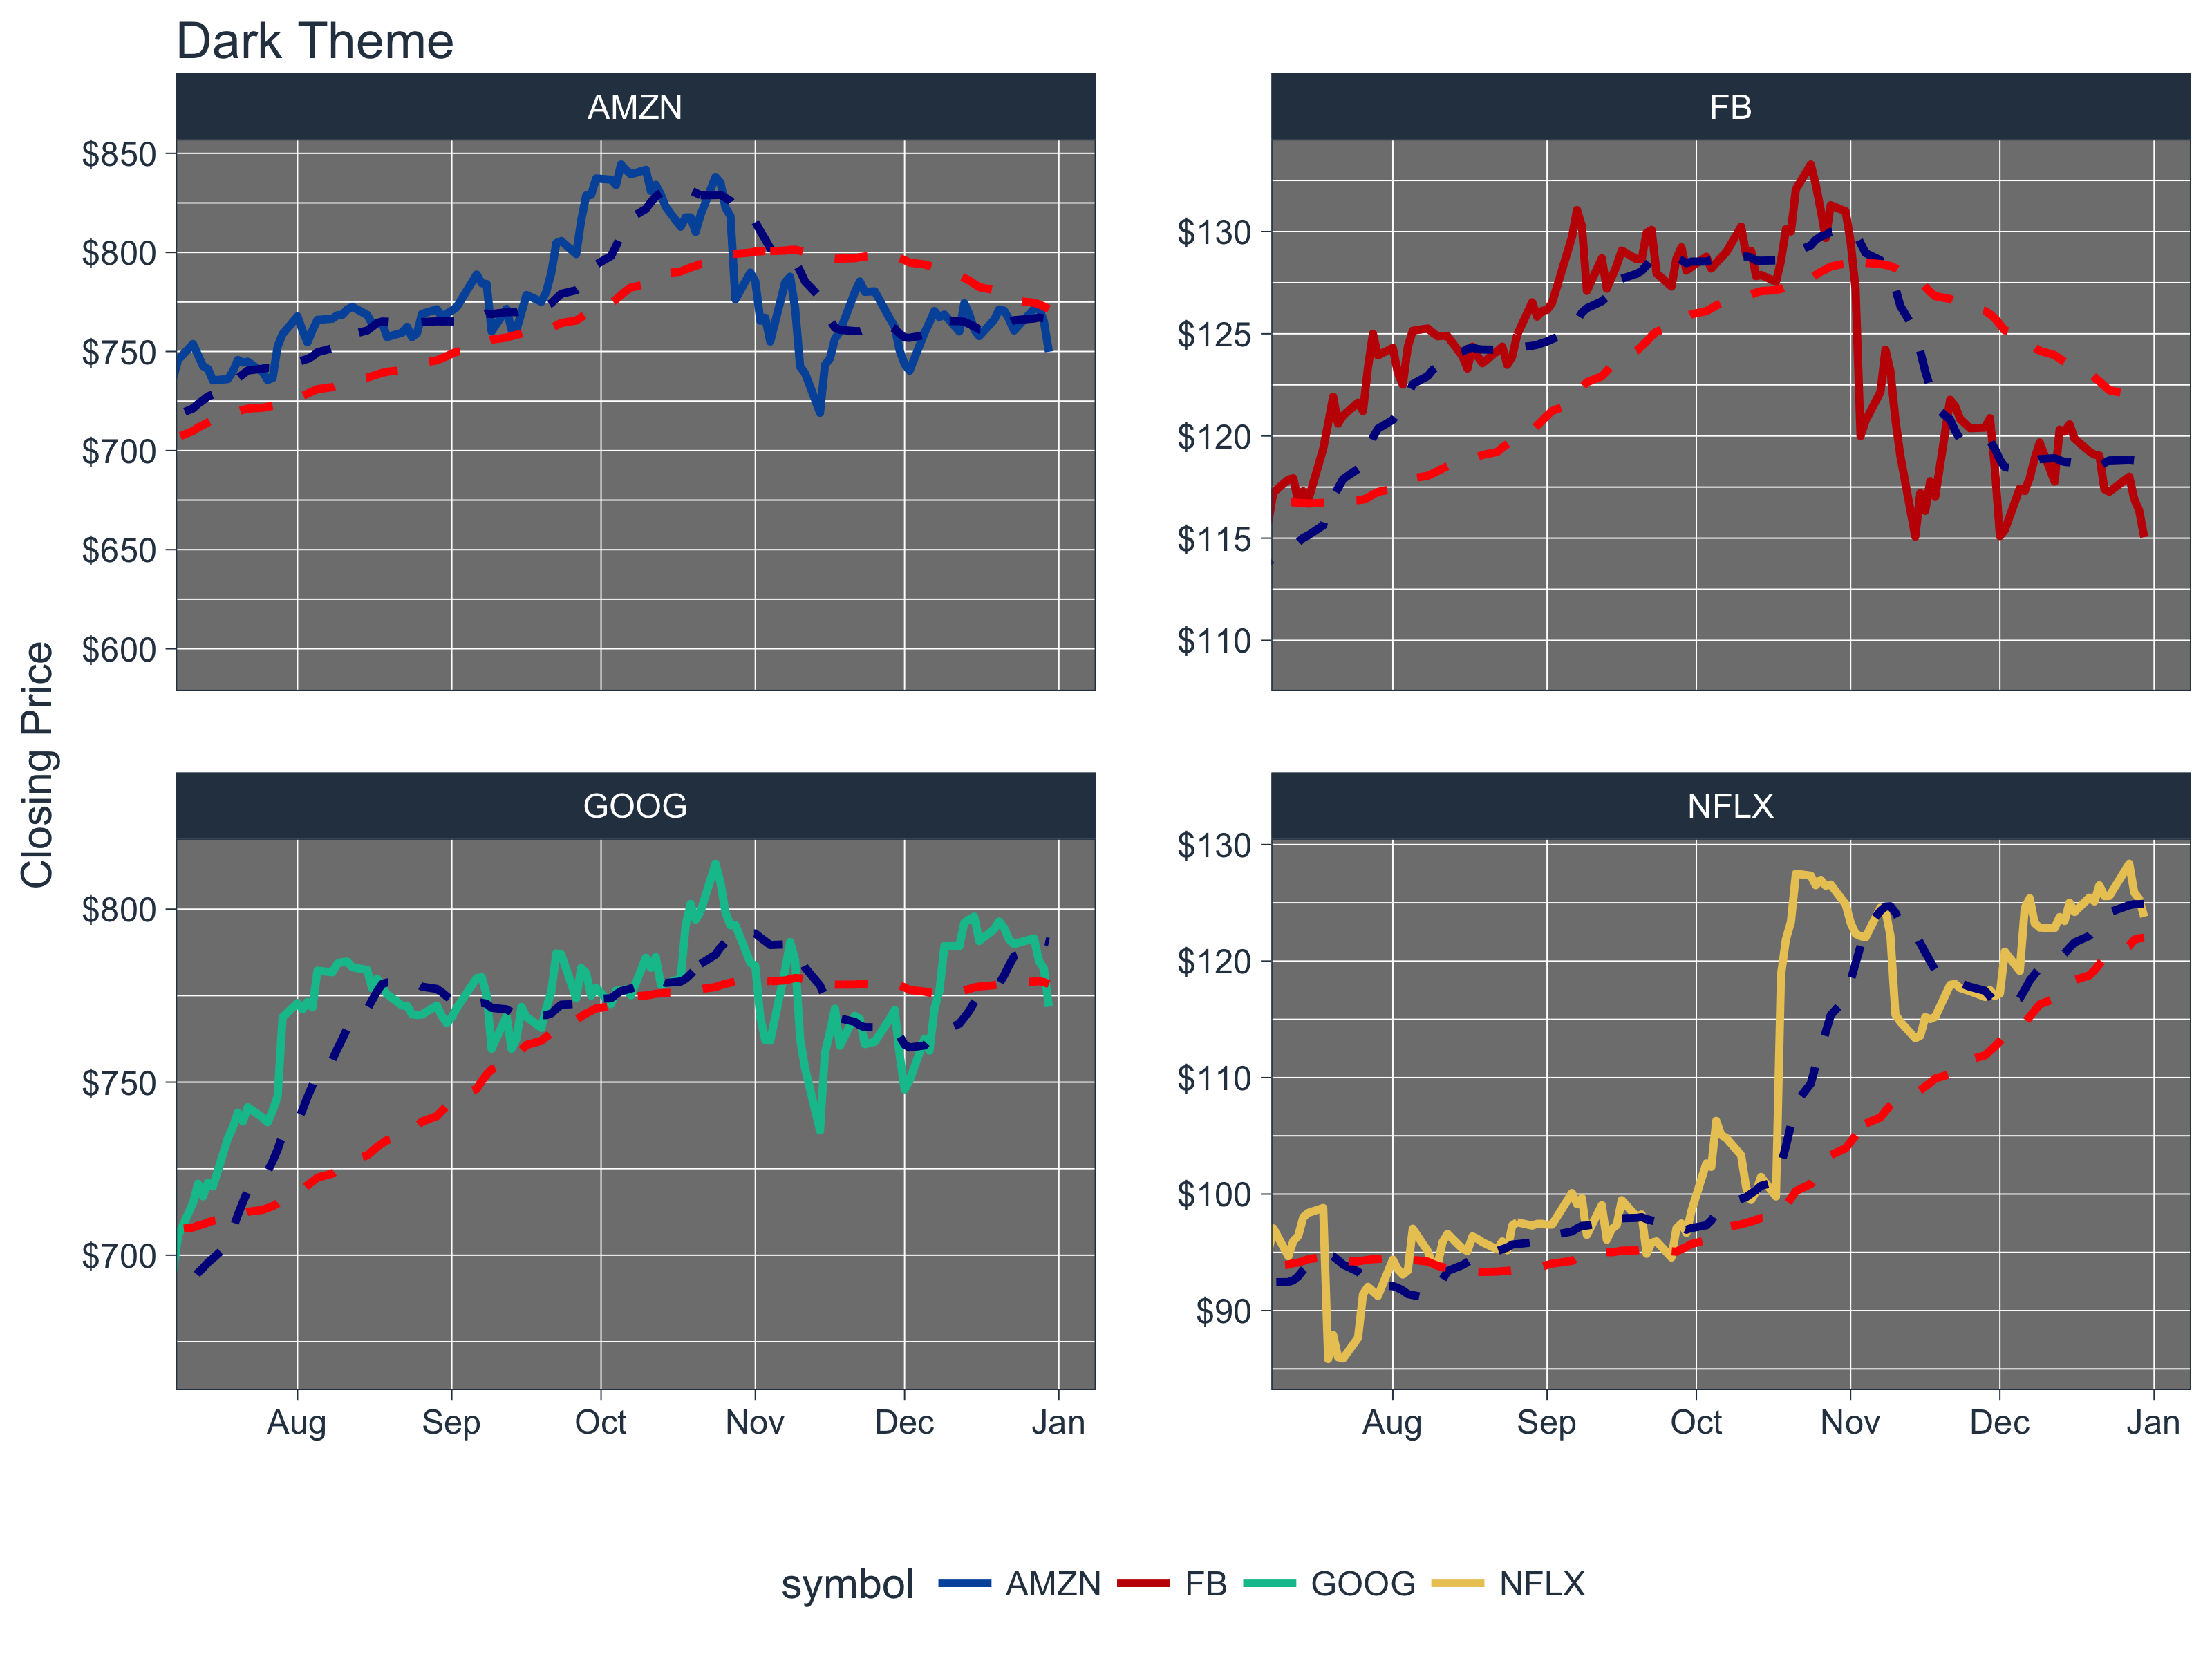 Dark Theme
AMZN
FB
$850
$800
$750
$700
$650
$600
$130
$125
$120
$115
$110
Closing Price
GOOG
NFLX
$800
$750
$700
$130
$120
$110
$100
$90
Aug Sep Oct Nov Dec Jan
Aug Sep Oct Nov Dec Jan
symbol AMZN FB GOOG NFLX